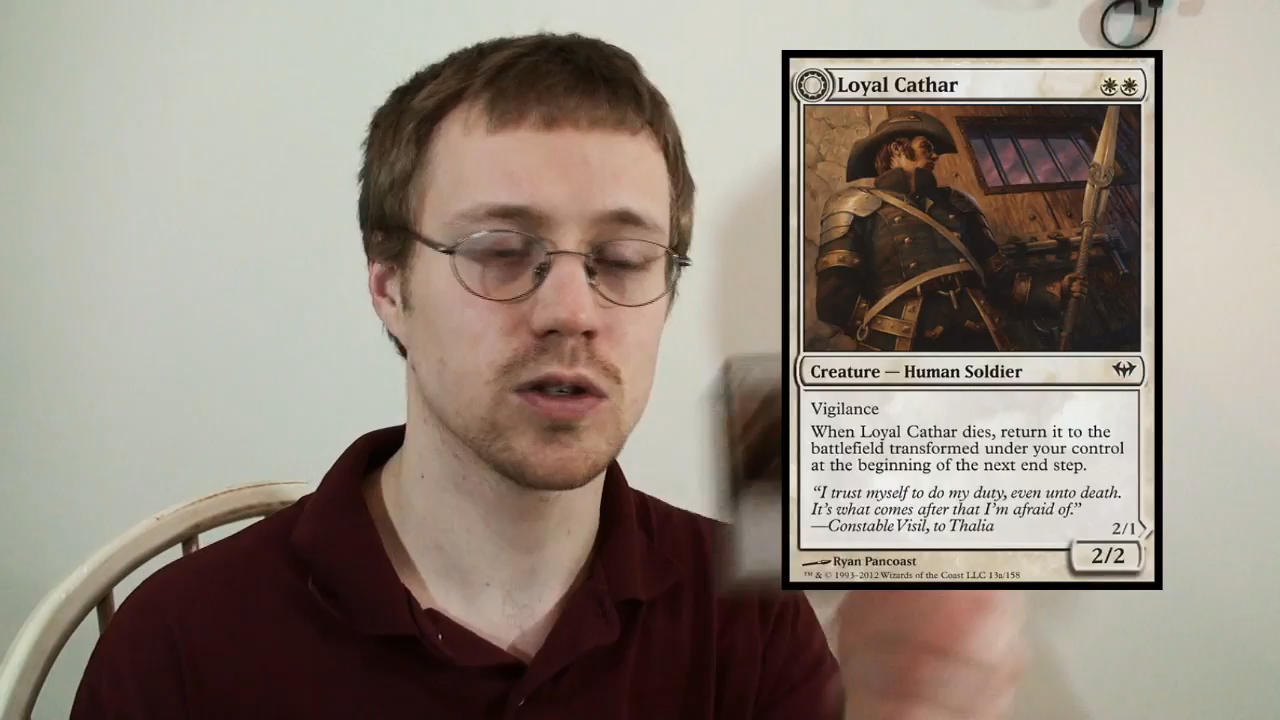 Loyal Cathar
Creature — Human Soldier
Vigilance
When Loyal Cathar dies, return it to the
battlefield transformed under your control
at the beginning of the next end step.
“I trust myself to do my duty, even unto death.
It’s what comes after that I’m afraid of.”
—Constable Visil, to Thalia
2/1
2/2
Ryan Pancoast
™ & © 1993–2012 Wizards of the Coast LLC 13a/158